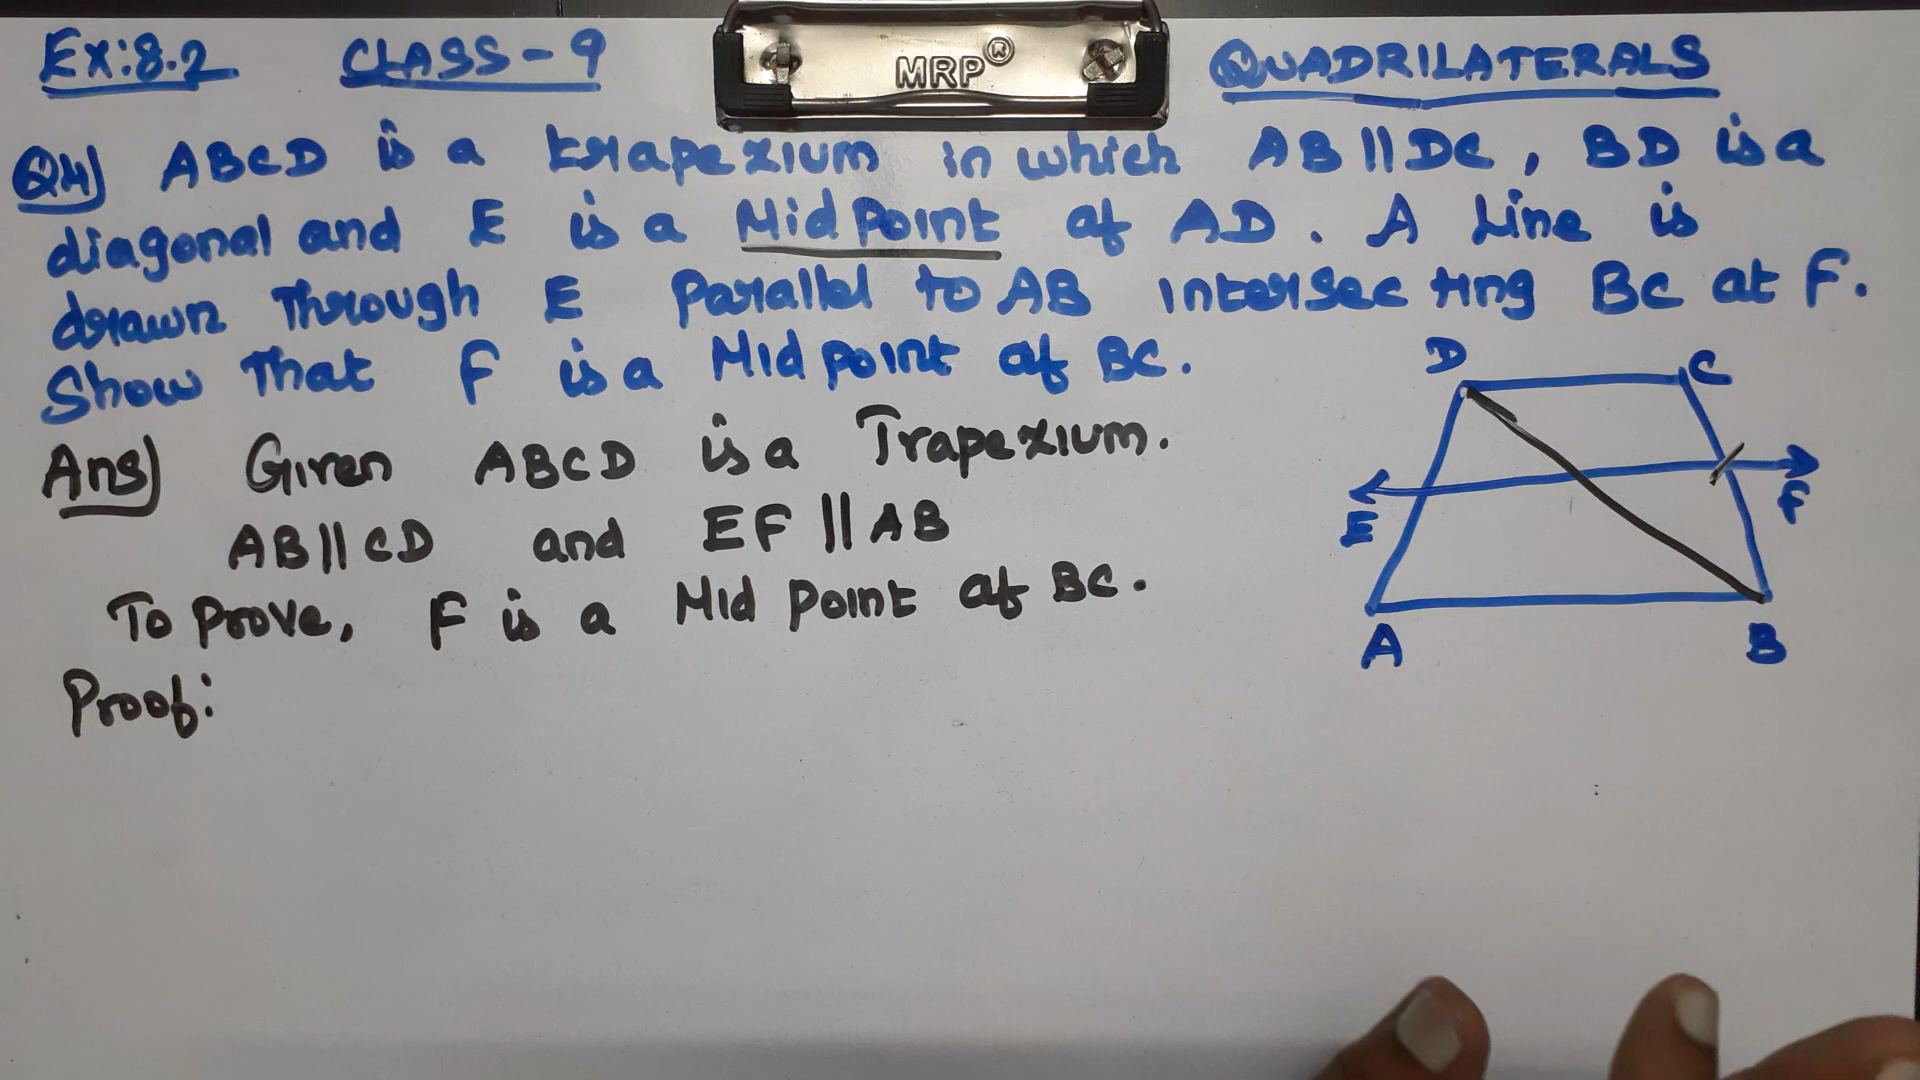 Ex:8.2 CLASS-9 MRP® QUADRILATERALS
Q4) ABCD is a trapezium in which AB||DC, BD is a
diagonal and E is a Mid Point of AD. A Line is
drawn Through E Parallel to AB intersecting BC at F.
Show That F is a Midpoint of BC.
Ans) Given ABCD is a Trapezium.
AB||CD and EF||AB
To Prove, F is a Mid Point of BC.
Proof:
D C
E F
A B